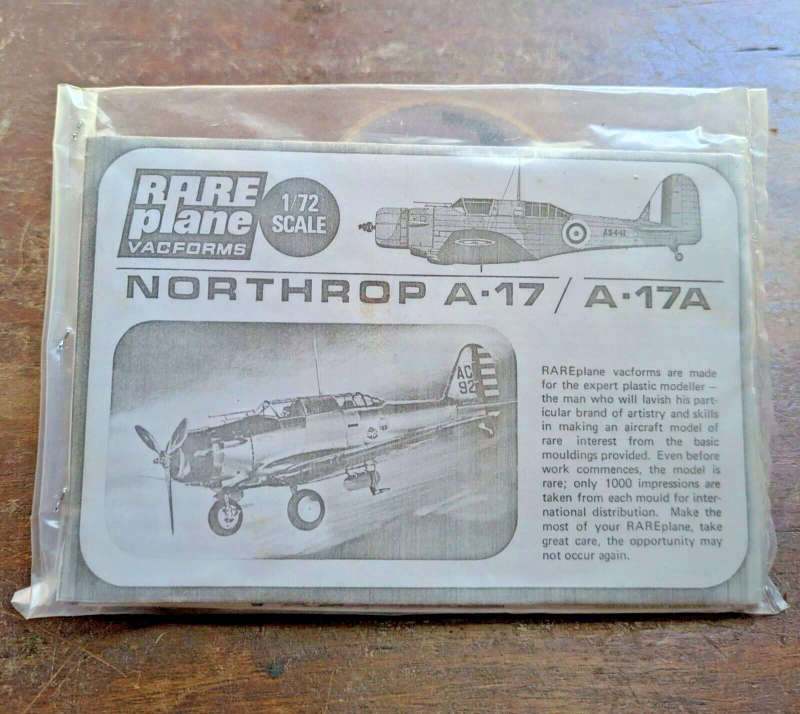 RARE
plane
VACFORMS
1/72
SCALE
NORTHROP A·17 / A·17A
AC
92
RAREplane vacforms are made
for the expert plastic modeller –
the man who will lavish his part-
icular brand of artistry and skills
in making an aircraft model of
rare interest from the basic
mouldings provided. Even before
work commences, the model is
rare; only 1000 impressions are
taken from each mould for inter-
national distribution. Make the
most of your RAREplane, take
great care, the opportunity may
not occur again.